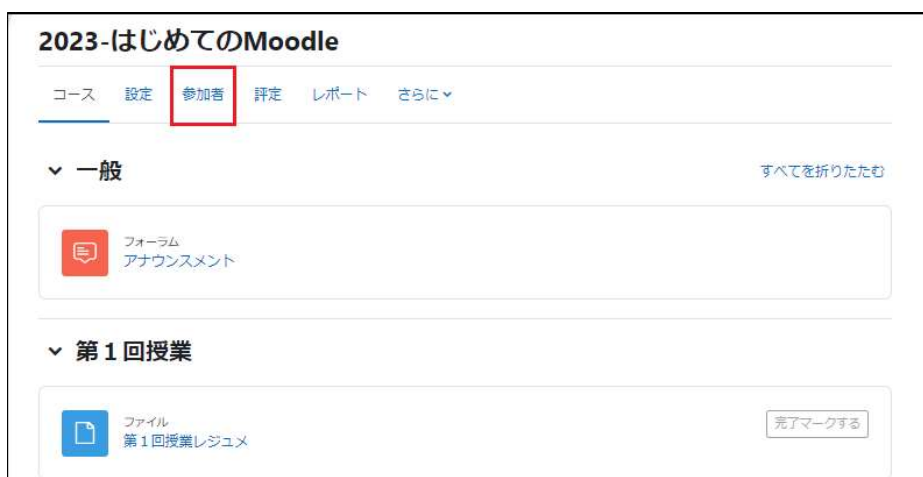 2023-はじめてのMoodle
コース 設定 参加者 評定 レポート さらに
一般 すべてを折りたたむ
フォーラム
アナウンスメント
第１回授業
ファイル
第１回授業レジュメ 完了マークする